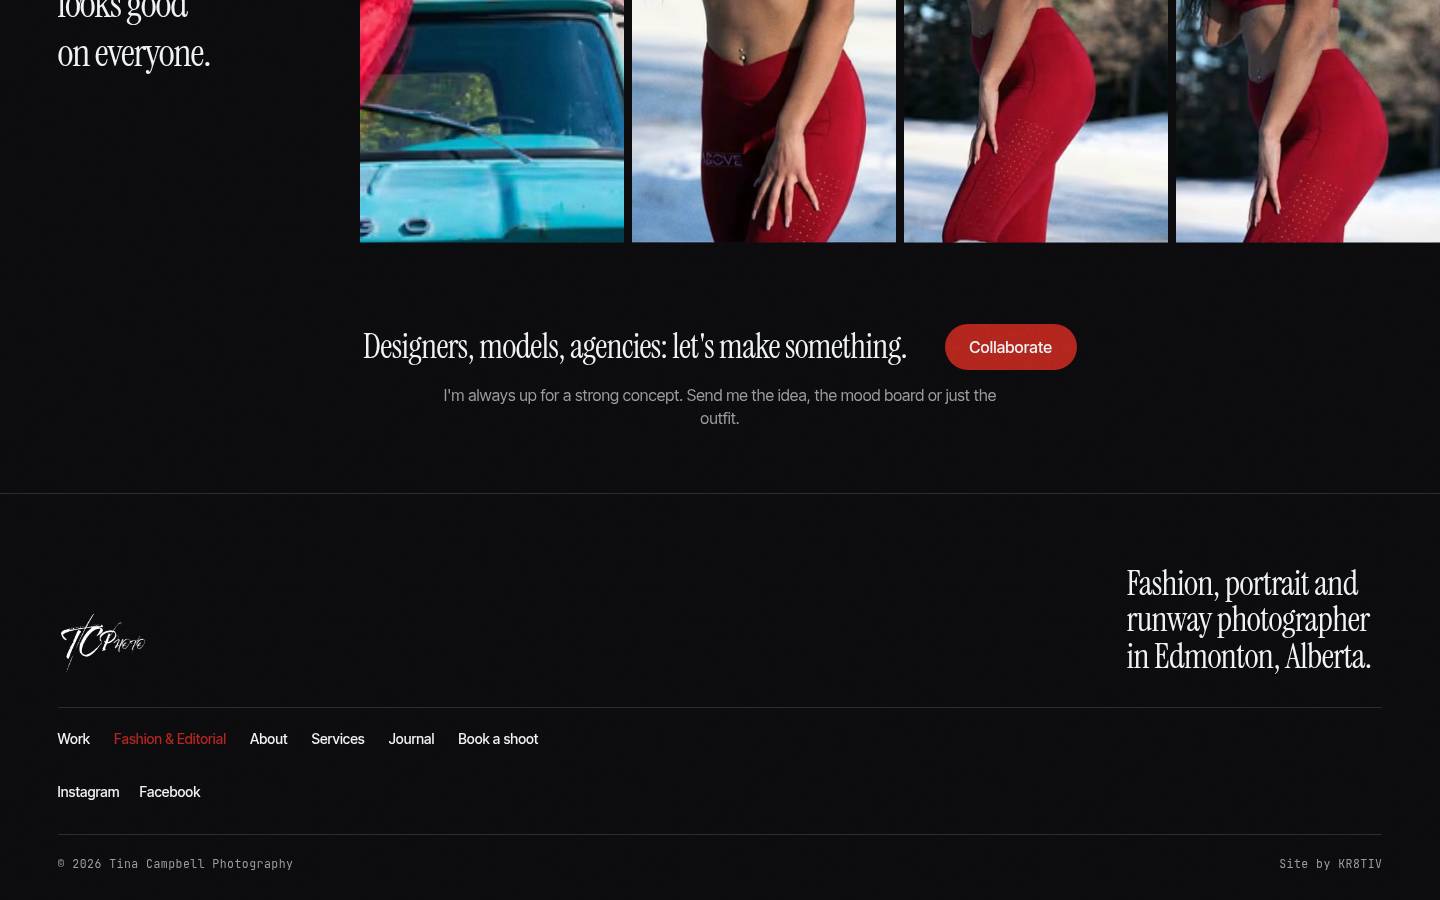 looks good
on everyone.
Designers, models, agencies: let's make something.
Collaborate
I'm always up for a strong concept. Send me the idea, the mood board or just the
outfit.
Fashion, portrait and
runway photographer
in Edmonton, Alberta.
TCPHOTO
Work Fashion & Editorial About Services Journal Book a shoot
Instagram Facebook
© 2026 Tina Campbell Photography
Site by KR8TIV